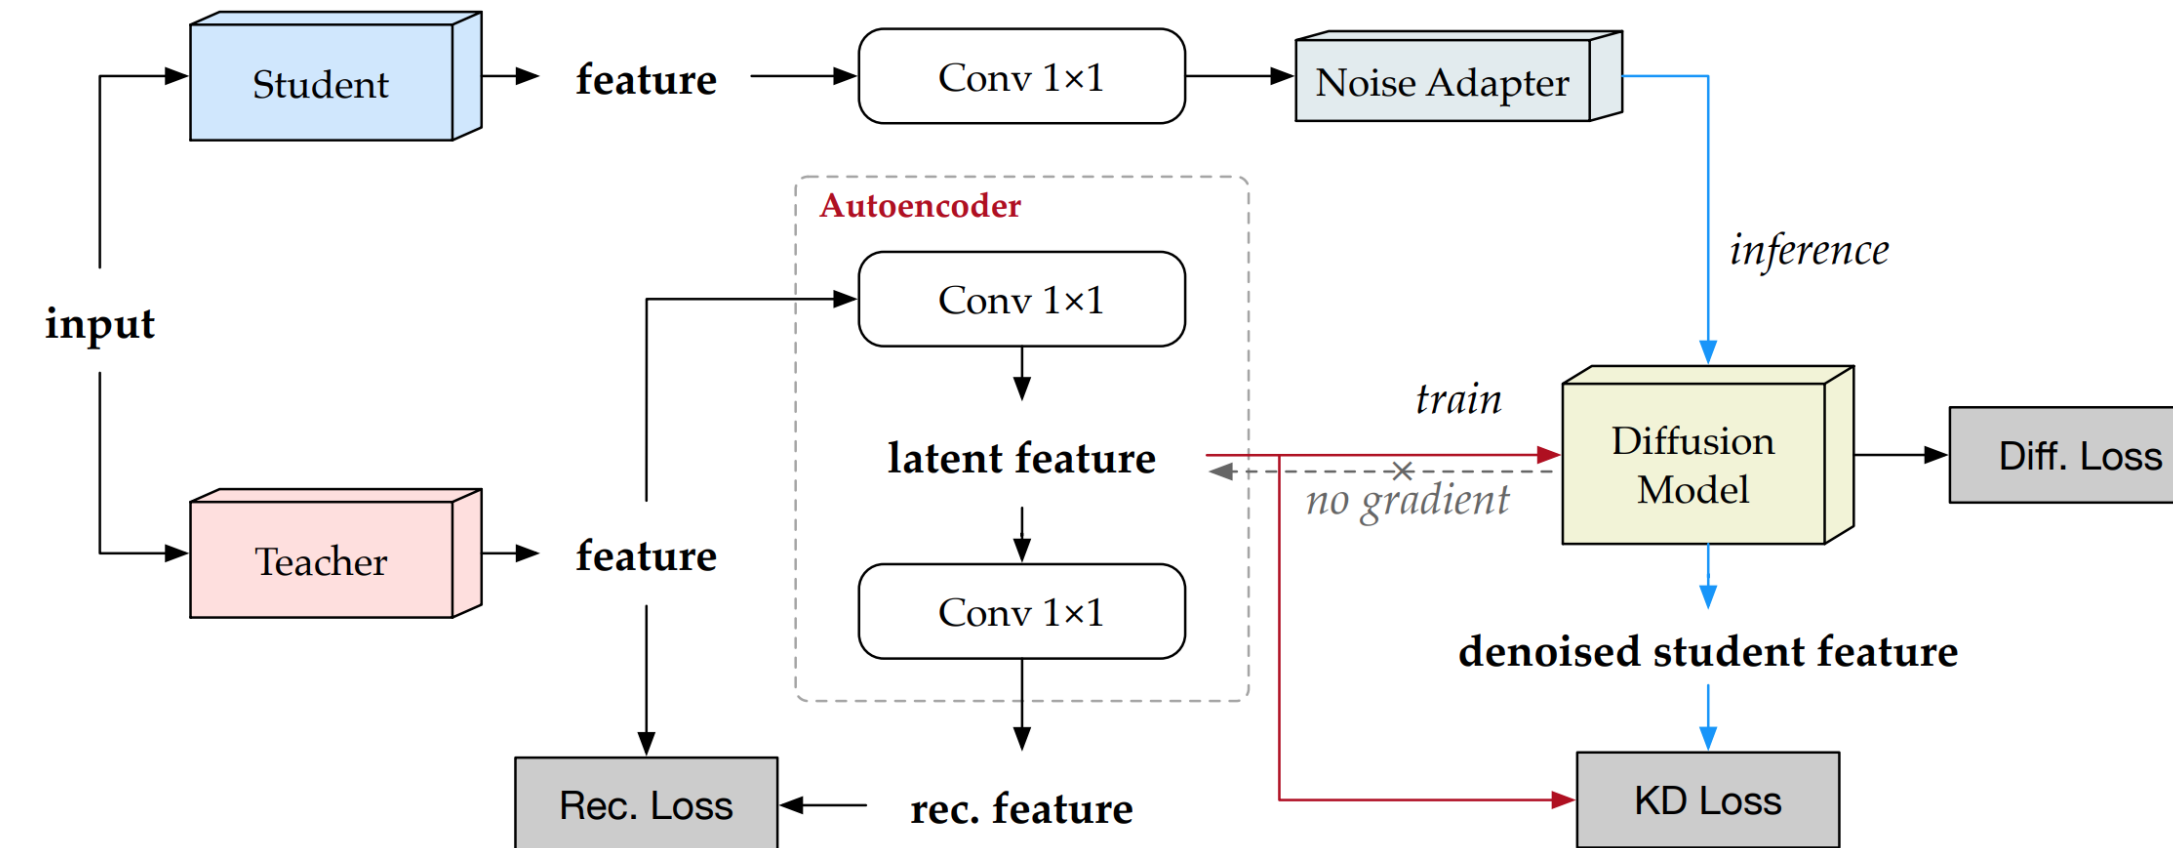 Student
feature
Conv 1×1
Noise Adapter
Autoencoder
inference
Conv 1×1
input
train
latent feature
Diffusion
Model
Diff. Loss
no gradient
Teacher
feature
Conv 1×1
denoised student feature
Rec. Loss
rec. feature
KD Loss